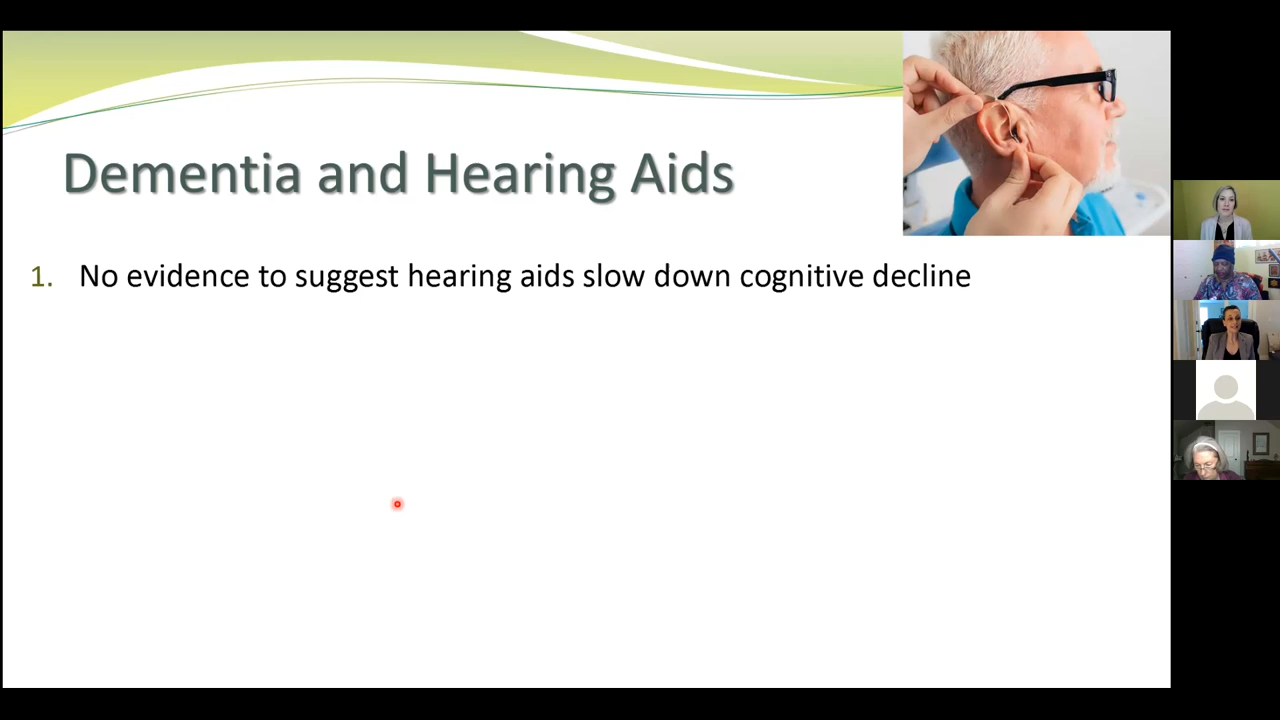 Dementia and Hearing Aids
1. No evidence to suggest hearing aids slow down cognitive decline